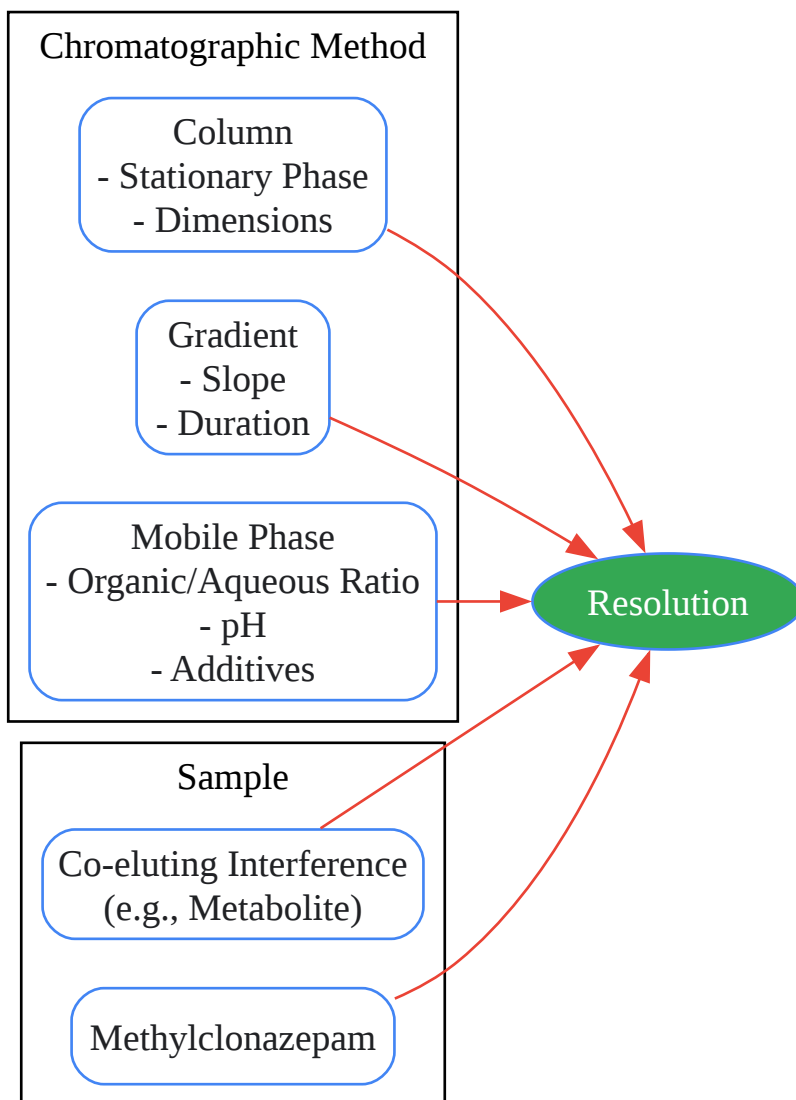 Chromatographic Method
Column
- Stationary Phase
- Dimensions
Gradient
- Slope
- Duration
Mobile Phase
- Organic/Aqueous Ratio
- pH
- Additives
Resolution
Sample
Co-eluting Interference
(e.g., Metabolite)
Methylclonazepam